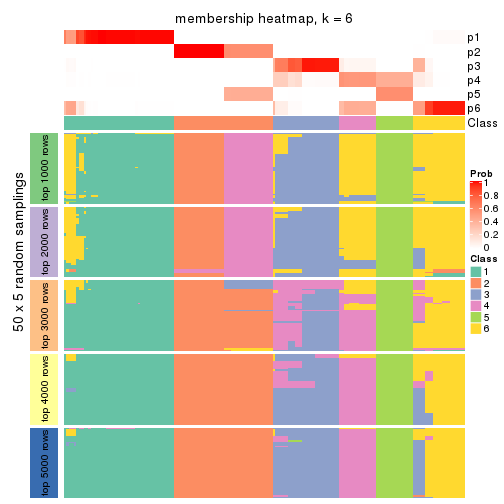 membership heatmap, k = 6
p1
p2
p3
p4
p5
p6
Class
50 x 5 random samplings
top 1000 rows
top 2000 rows
top 3000 rows
top 4000 rows
top 5000 rows
Prob
1
0.8
0.6
0.4
0.2
0
Class
1
2
3
4
5
6